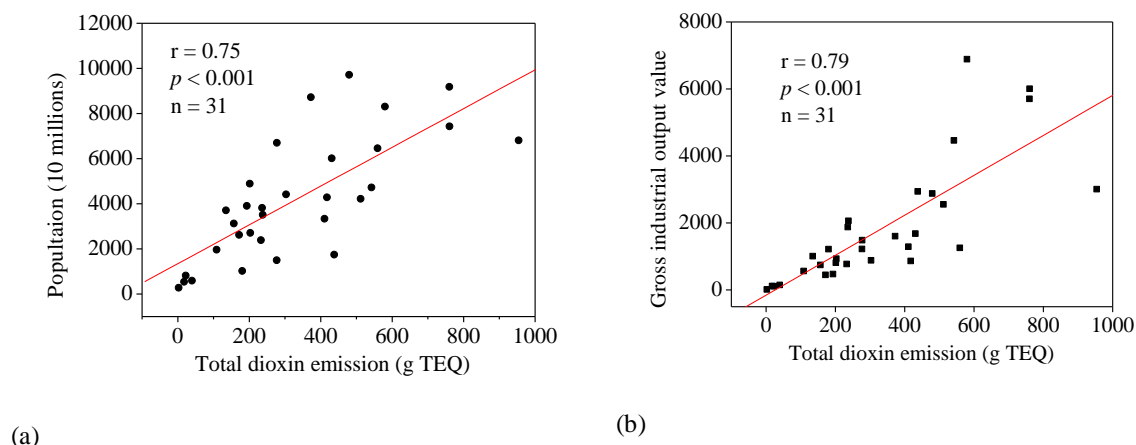 12000
10000
8000
6000
4000
2000
0
r = 0.75
p < 0.001
n = 31
Popultaion (10 millions)
0 200 400 600 800 1000
Total dioxin emission (g TEQ)
(a)
8000
6000
4000
2000
0
r = 0.79
p < 0.001
n = 31
Gross industrial output value
0 200 400 600 800 1000
Total dioxin emission (g TEQ)
(b)